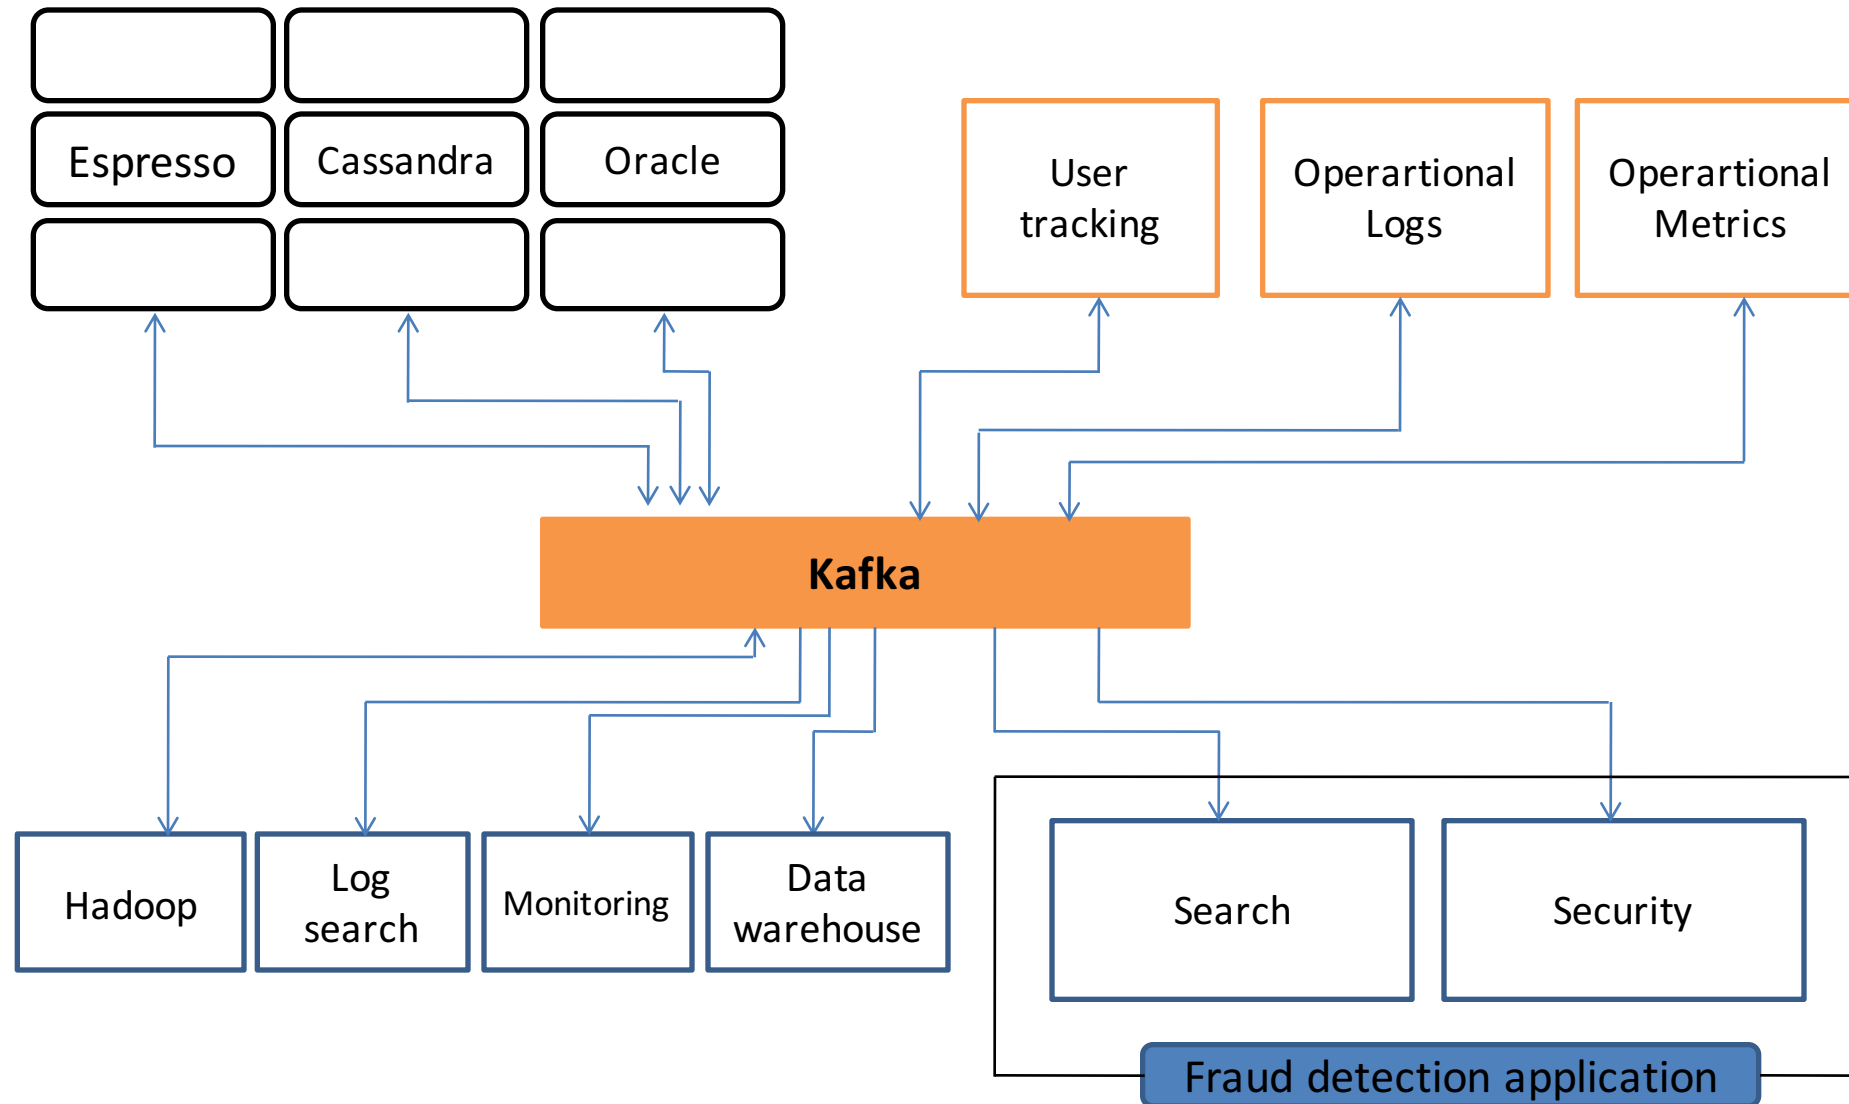 Espresso
Cassandra
Oracle
User
tracking
Operartional
Logs
Operartional
Metrics
Kafka
Hadoop
Log
search
Monitoring
Data
warehouse
Search
Security
Fraud detection application